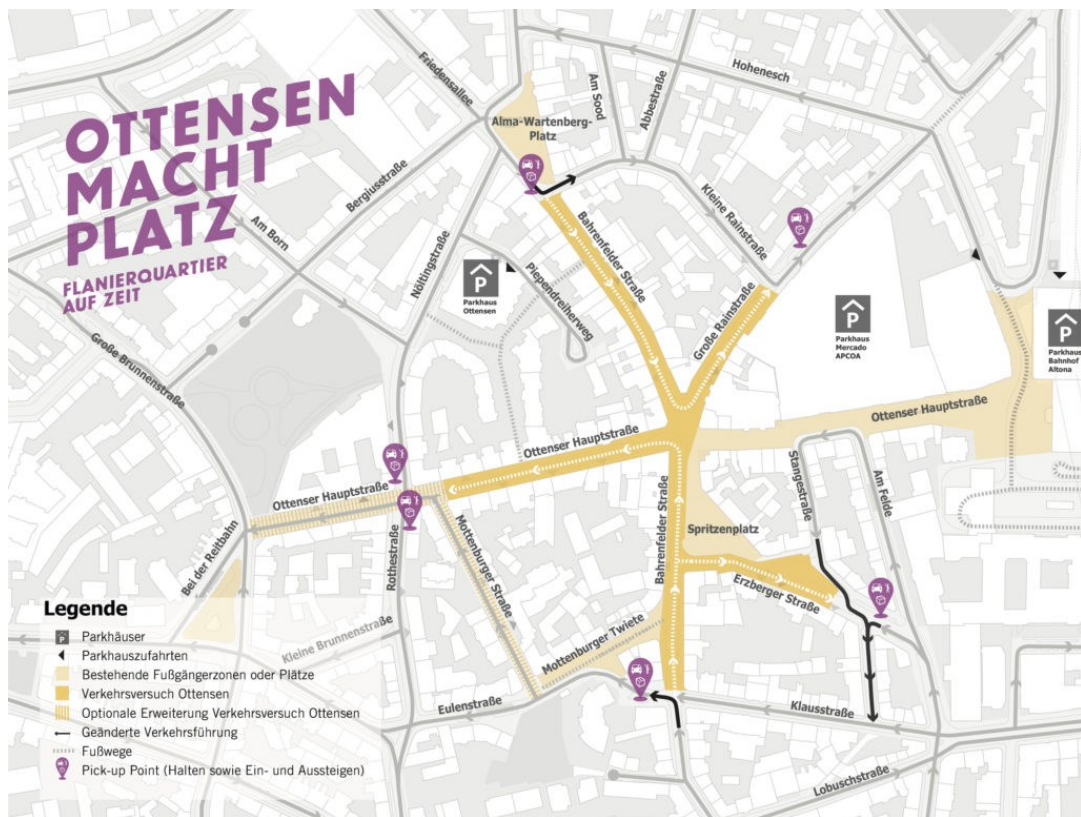 OTTENSEN
MACHT
PLATZ
FLANIERQUARTIER
AUF ZEIT
Friedensallee
Alma-Wartenberg-
Platz
Am Sood
Abbestraße
Hohenesch
Bergiusstraße
Am Born
Nöltingstraße
P
Parkhaus
Ottensen
Piependreiherweg
Bahrenfelder Straße
Kleine Rainstraße
Große Rainstraße
P
Parkhaus
Mercado
APCOA
P
Parkhaus
Bahnhof
Altona
Große Brunnenstraße
Ottenser Hauptstraße
Ottenser Hauptstraße
Ottenser Hauptstraße
Stangestraße
Am Felde
Bei der Reitbahn
Rothestraße
Mottenburger Straße
Bahrenfelder Straße
Spritzenplatz
Erzberger Straße
Mottenburger Twiete
Kleine Brunnenstraße
Eulenstraße
Klausstraße
Lobuschstraße
Legende
P Parkhäuser
Parkhauszufahrten
Bestehende Fußgängerzonen oder Plätze
Verkehrsversuch Ottensen
Optionale Erweiterung Verkehrsversuch Ottensen
Geänderte Verkehrsführung
Fußwege
Pick-up Point (Halten sowie Ein- und Aussteigen)